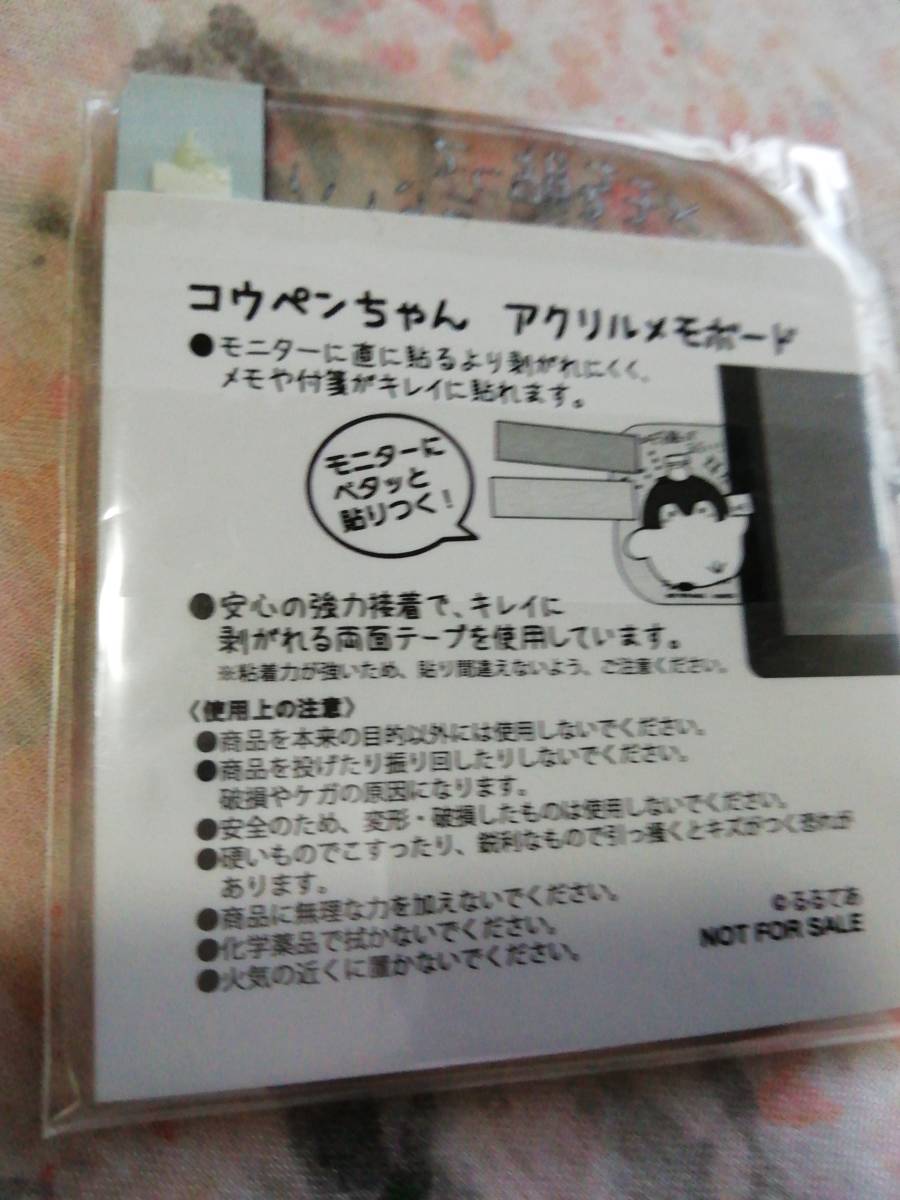 コウペンちゃん アクリルメモボード
●モニターに直に貼るより剥がれにくく、
メモや付箋がキレイに貼れます。
モニターに
ペタッと
貼りつく!
●安心の強力接着で、キレイに
剥がれる両面テープを使用しています。
※粘着力が強いため、貼り間違えないよう、ご注意ください。
〈使用上の注意〉
●商品を本来の目的以外には使用しないでください。
●商品を投げたり振り回したりしないでください。
破損やケガの原因になります。
●安全のため、変形・破損したものは使用しないでください。
●硬いものでこすったり、鋭利なもので引っ掻くとキズがつく恐れが
あります。
●商品に無理な力を加えないでください。
●化学薬品で拭かないでください。
●火気の近くに置かないでください。
©るるてあ
NOT FOR SALE